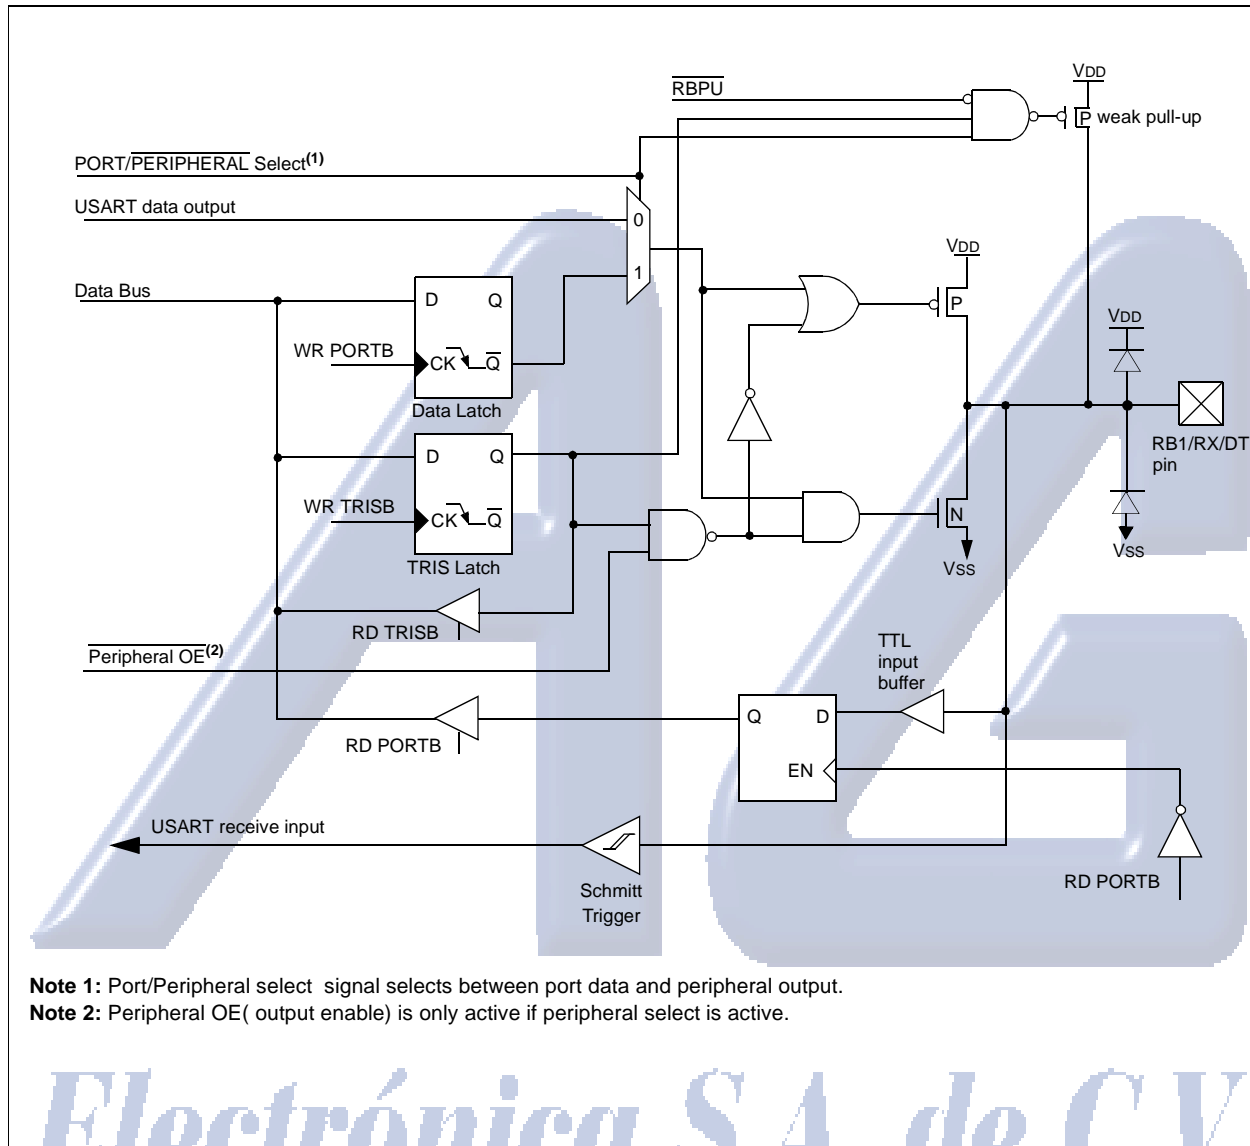 VDD
RBPU
P weak pull-up
PORT/PERIPHERAL Select(1)
USART data output
0
VDD
1
Data Bus
D Q
P
VDD
WR PORTB
CK Q
Data Latch
RB1/RX/DT
pin
D Q
WR TRISB
CK Q
N
TRIS Latch
VSS
VSS
RD TRISB
Peripheral OE(2)
TTL
input
buffer
Q D
RD PORTB
EN
USART receive input
RD PORTB
Schmitt
Trigger
Note 1: Port/Peripheral select signal selects between port data and peripheral output.
Note 2: Peripheral OE( output enable) is only active if peripheral select is active.
Electrónica S.A. de C.V